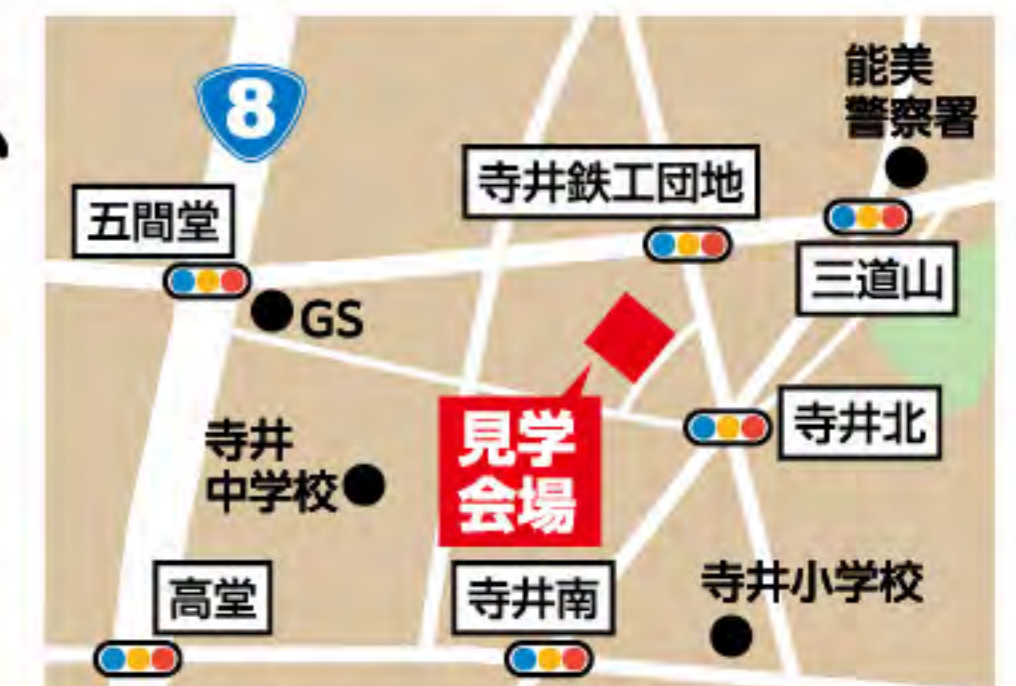 能美
警察署
8
寺井鉄工団地
五間堂
三道山
GS
見学
会場
寺井北
寺井
中学校
高堂
寺井南
寺井小学校